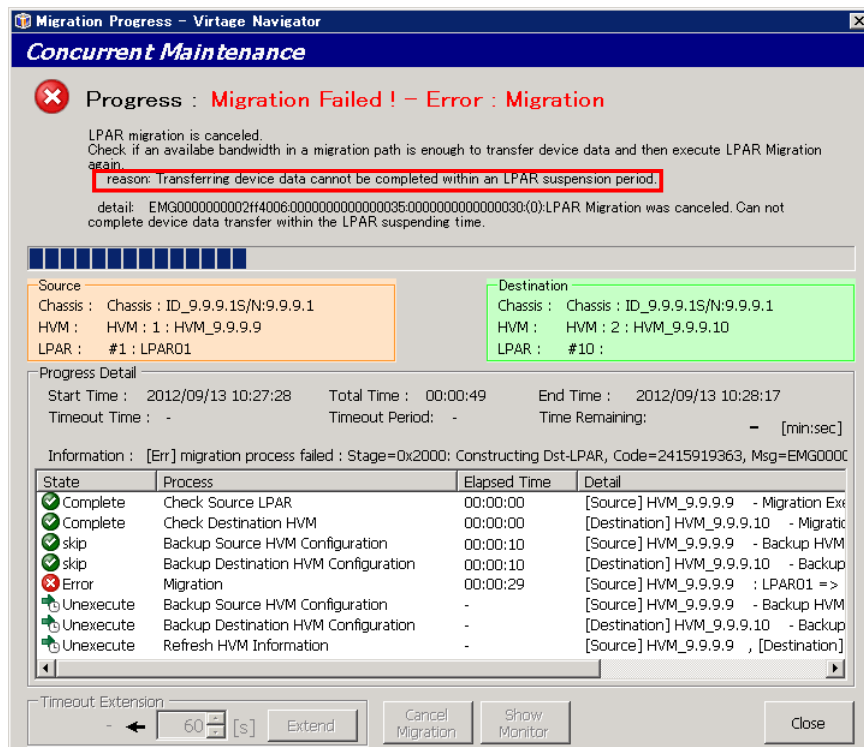 Migration Progress - Virtage Navigator
Concurrent Maintenance
Progress : Migration Failed ! - Error : Migration
LPAR migration is canceled.
Check if an availabe bandwidth in a migration path is enough to transfer device data and then execute LPAR Migration
again.
reason: Transferring device data cannot be completed within an LPAR suspension period.
detail: EMG0000000002ff4006:0000000000000035:0000000000000030:(0):LPAR Migration was canceled. Can not
complete device data transfer within the LPAR suspending time.
Source
Chassis : Chassis : ID_9.9.9.1S/N:9.9.9.1
HVM : HVM : 1 : HVM_9.9.9.9
LPAR : #1 : LPAR01
Destination
Chassis : Chassis : ID_9.9.9.1S/N:9.9.9.1
HVM : HVM : 2 : HVM_9.9.9.10
LPAR : #10 :
Progress Detail
Start Time : 2012/09/13 10:27:28 Total Time : 00:00:49 End Time : 2012/09/13 10:28:17
Timeout Time : - Timeout Period: - Time Remaining: - [min:sec]
Information : [Err] migration process failed : Stage=0x2000: Constructing Dst-LPAR, Code=2415919363, Msg=EMG0000
State Process Elapsed Time Detail
Complete Check Source LPAR 00:00:00 [Source] HVM_9.9.9.9 - Migration Exe
Complete Check Destination HVM 00:00:00 [Destination] HVM_9.9.9.10 - Migratic
skip Backup Source HVM Configuration 00:00:10 [Source] HVM_9.9.9.9 - Backup HVM
skip Backup Destination HVM Configuration 00:00:10 [Destination] HVM_9.9.9.10 - Backup
Error Migration 00:00:29 [Source] HVM_9.9.9.9 : LPAR01 =>
Unexecute Backup Source HVM Configuration - [Source] HVM_9.9.9.9 - Backup HVM
Unexecute Backup Destination HVM Configuration - [Destination] HVM_9.9.9.10 - Backup
Unexecute Refresh HVM Information - [Source] HVM_9.9.9.9 , [Destination]
Timeout Extension
- 60 [s] Extend
Cancel Migration
Show Monitor
Close